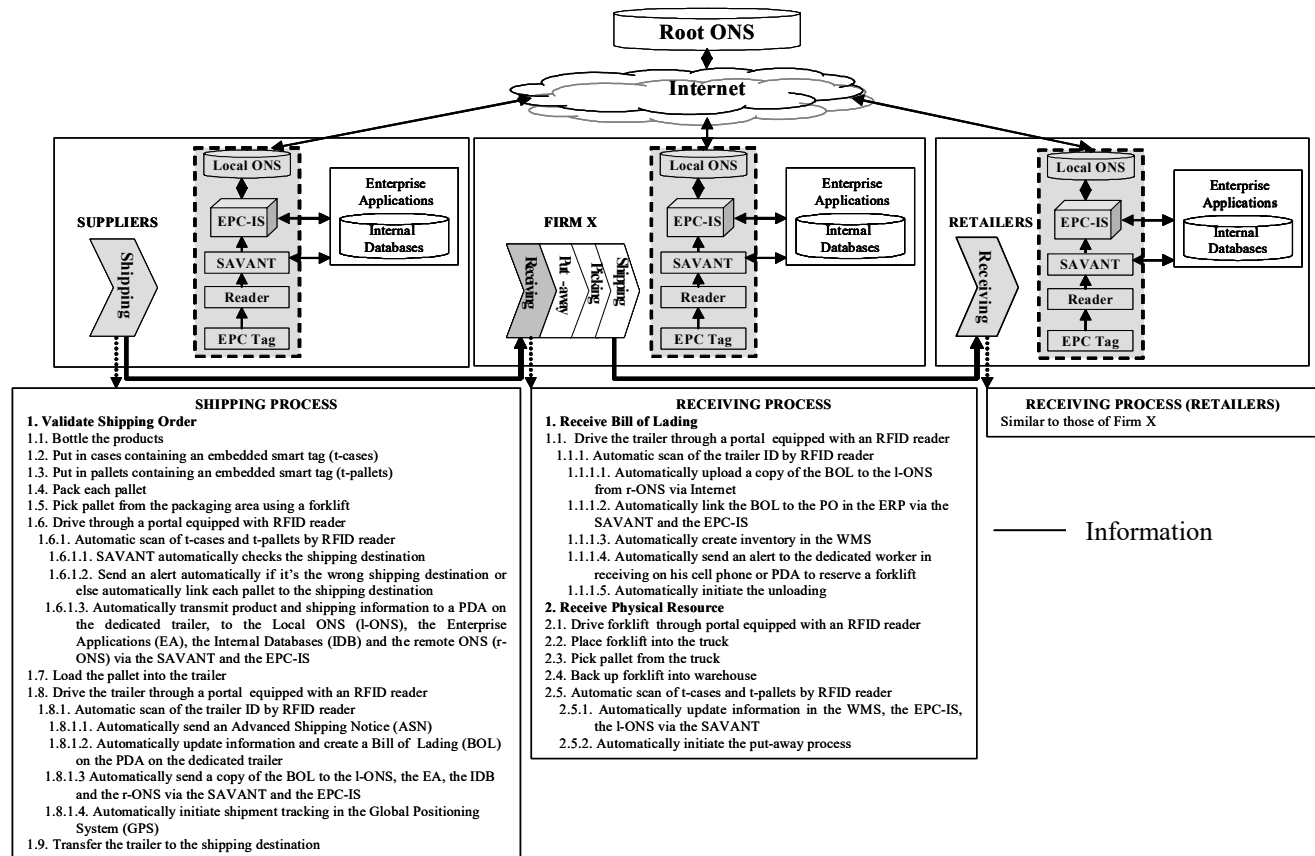 Root ONS
Internet
SUPPLIERS
Shipping
Local ONS
EPC-IS
SAVANT
Reader
EPC Tag
Enterprise
Applications
Internal
Databases
FIRM X
Receiving
Put -away
Picking
Shipping
Local ONS
EPC-IS
SAVANT
Reader
EPC Tag
Enterprise
Applications
Internal
Databases
RETAILERS
Receiving
Local ONS
EPC-IS
SAVANT
Reader
EPC Tag
Enterprise
Applications
Internal
Databases
SHIPPING PROCESS
1. Validate Shipping Order
1.1. Bottle the products
1.2. Put in cases containing an embedded smart tag (t-cases)
1.3. Put in pallets containing an embedded smart tag (t-pallets)
1.4. Pack each pallet
1.5. Pick pallet from the packaging area using a forklift
1.6. Drive through a portal equipped with RFID reader
1.6.1. Automatic scan of t-cases and t-pallets by RFID reader
1.6.1.1. SAVANT automatically checks the shipping destination
1.6.1.2. Send an alert automatically if it's the wrong shipping destination or
else automatically link each pallet to the shipping destination
1.6.1.3. Automatically transmit product and shipping information to a PDA on
the dedicated trailer, to the Local ONS (l-ONS), the Enterprise
Applications (EA), the Internal Databases (IDB) and the remote ONS (r-
ONS) via the SAVANT and the EPC-IS
1.7. Load the pallet into the trailer
1.8. Drive the trailer through a portal equipped with an RFID reader
1.8.1. Automatic scan of the trailer ID by RFID reader
1.8.1.1. Automatically send an Advanced Shipping Notice (ASN)
1.8.1.2. Automatically update information and create a Bill of Lading (BOL)
on the PDA on the dedicated trailer
1.8.1.3 Automatically send a copy of the BOL to the l-ONS, the EA, the IDB
and the r-ONS via the SAVANT and the EPC-IS
1.8.1.4. Automatically initiate shipment tracking in the Global Positioning
System (GPS)
1.9. Transfer the trailer to the shipping destination
RECEIVING PROCESS
1. Receive Bill of Lading
1.1. Drive the trailer through a portal equipped with an RFID reader
1.1.1. Automatic scan of the trailer ID by RFID reader
1.1.1.1. Automatically upload a copy of the BOL to the l-ONS
from r-ONS via Internet
1.1.1.2. Automatically link the BOL to the PO in the ERP via the
SAVANT and the EPC-IS
1.1.1.3. Automatically create inventory in the WMS
1.1.1.4. Automatically send an alert to the dedicated worker in
receiving on his cell phone or PDA to reserve a forklift
1.1.1.5. Automatically initiate the unloading
2. Receive Physical Resource
2.1. Drive forklift through portal equipped with an RFID reader
2.2. Place forklift into the truck
2.3. Pick pallet from the truck
2.4. Back up forklift into warehouse
2.5. Automatic scan of t-cases and t-pallets by RFID reader
2.5.1. Automatically update information in the WMS, the EPC-IS,
the l-ONS via the SAVANT
2.5.2. Automatically initiate the put-away process
RECEIVING PROCESS (RETAILERS)
Similar to those of Firm X
Information